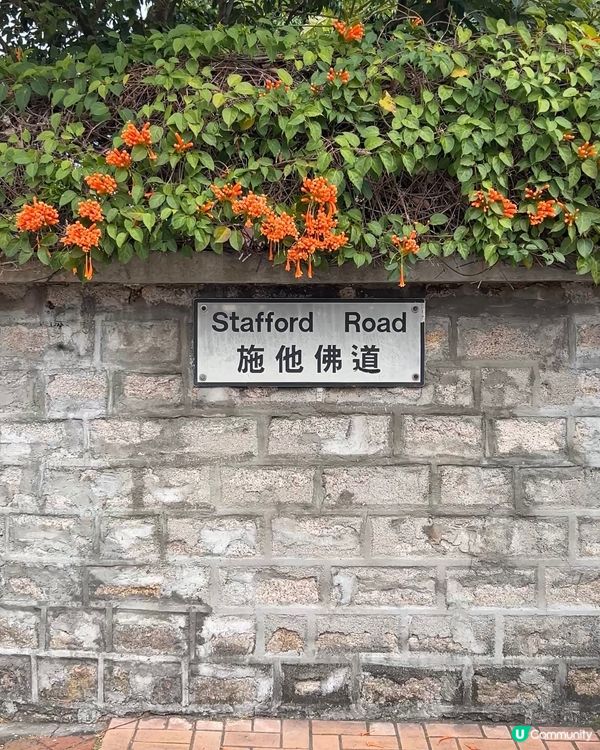 Stafford Road
施他佛道
U Community